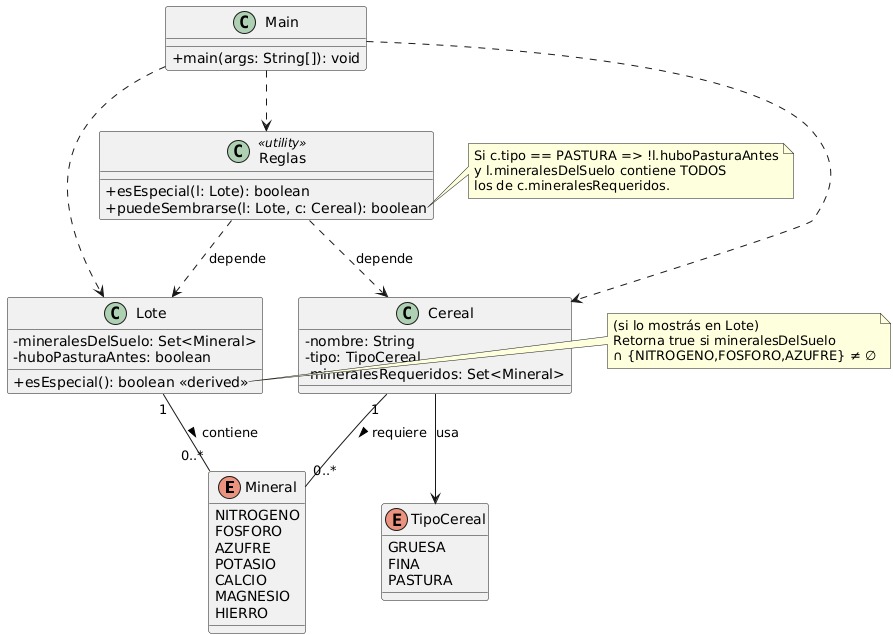 C Main
+main(args: String[]): void
C «utility»
Reglas
+esEspecial(l: Lote): boolean
+puedeSembrarse(l: Lote, c: Cereal): boolean
Si c.tipo == PASTURA => !l.huboPasturaAntes
y l.mineralesDelSuelo contiene TODOS
los de c.mineralesRequeridos.
depende
depende
C Lote
-mineralesDelSuelo: Set<Mineral>
-huboPasturaAntes: boolean
+esEspecial(): boolean «derived»
C Cereal
-nombre: String
-tipo: TipoCereal
-mineralesRequeridos: Set<Mineral>
(si lo mostrás en Lote)
Retorna true si mineralesDelSuelo
∩ {NITROGENO,FOSFORO,AZUFRE} ≠ ∅
1
contiene
0..*
1
requiere
0..*
usa
E Mineral
NITROGENO
FOSFORO
AZUFRE
POTASIO
CALCIO
MAGNESIO
HIERRO
E TipoCereal
GRUESA
FINA
PASTURA